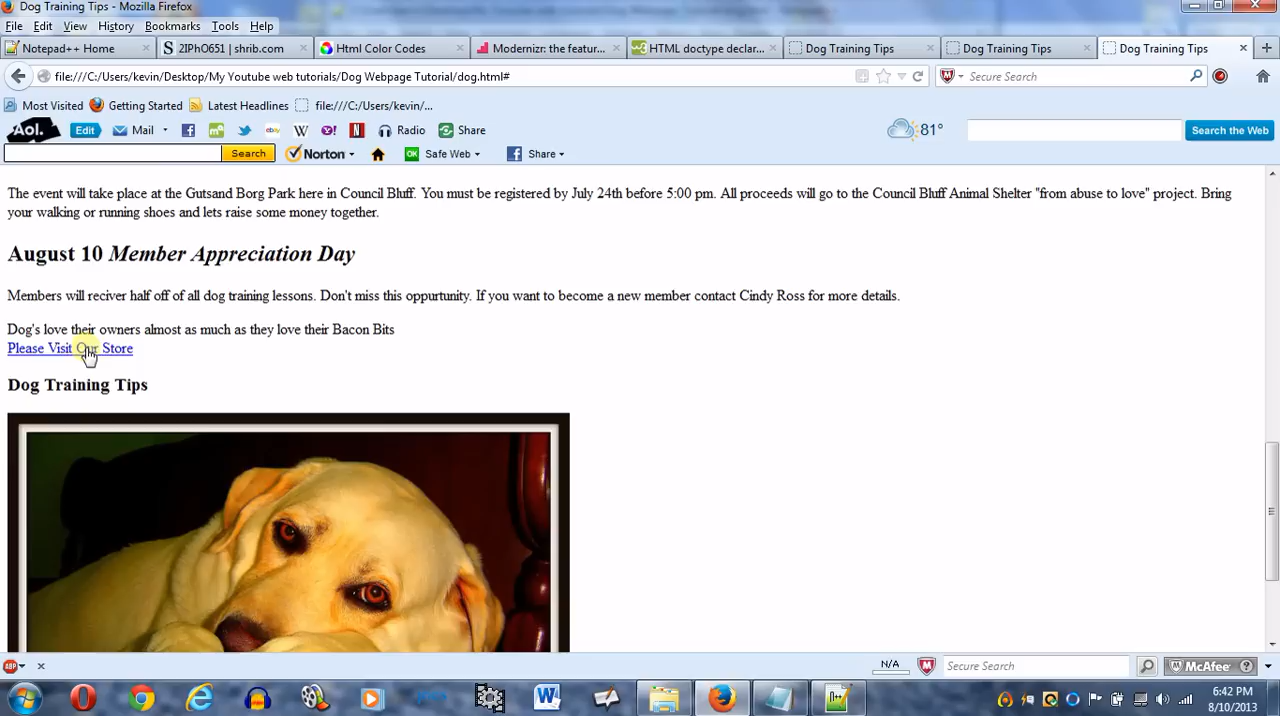 Dog Training Tips - Mozilla Firefox
File Edit View History Bookmarks Tools Help
Notepad++ Home 2IPhO651 | shrib.com Html Color Codes Modernizr: the featur... HTML doctype declar... Dog Training Tips Dog Training Tips Dog Training Tips
file:///C:/Users/kevin/Desktop/My Youtube web tutorials/Dog Webpage Tutorial/dog.html# Secure Search
Most Visited Getting Started Latest Headlines file:///C:/Users/kevin/...
Aol. Edit Mail Radio Share 81° Search the Web
Search Norton Safe Web Share
The event will take place at the Gutsand Borg Park here in Council Bluff. You must be registered by July 24th before 5:00 pm. All proceeds will go to the Council Bluff Animal Shelter "from abuse to love" project. Bring
your walking or running shoes and lets raise some money together.
August 10 Member Appreciation Day
Members will reciver half off of all dog training lessons. Don't miss this oppurtunity. If you want to become a new member contact Cindy Ross for more details.
Dog's love their owners almost as much as they love their Bacon Bits
Please Visit Our Store
Dog Training Tips
ABP N/A Secure Search McAfee
6:42 PM
8/10/2013